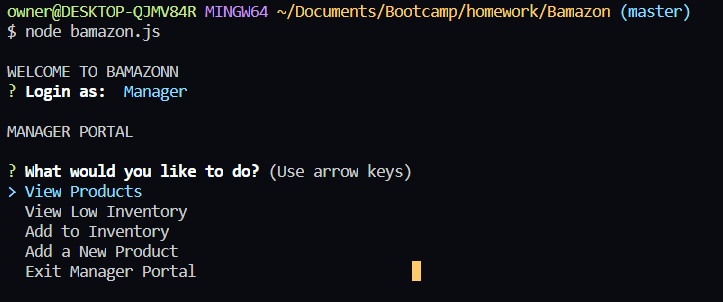 owner@DESKTOP-QJMV84R MINGW64 ~/Documents/Bootcamp/homework/Bamazon (master)
$ node bamazon.js
WELCOME TO BAMAZONN
? Login as:  Manager
MANAGER PORTAL
? What would you like to do? (Use arrow keys)
> View Products
View Low Inventory
Add to Inventory
Add a New Product
Exit Manager Portal